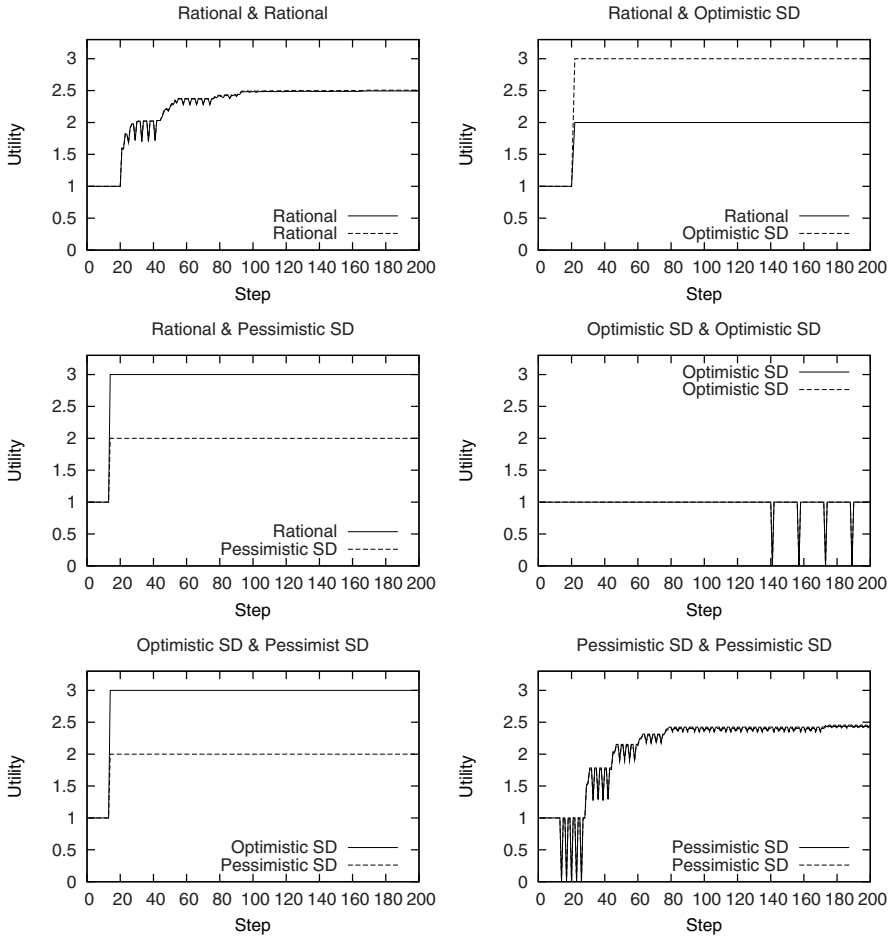 Rational & Rational
Utility
3
2.5
2
1.5
1
0.5
0
Rational
Rational
0 20 40 60 80 100 120 140 160 180 200
Step
Rational & Optimistic SD
Utility
3
2.5
2
1.5
1
0.5
0
Rational
Optimistic SD
0 20 40 60 80 100 120 140 160 180 200
Step
Rational & Pessimistic SD
Utility
3
2.5
2
1.5
1
0.5
0
Rational
Pessimistic SD
0 20 40 60 80 100 120 140 160 180 200
Step
Optimistic SD & Optimistic SD
Utility
3
2.5
2
1.5
1
0.5
0
Optimistic SD
Optimistic SD
0 20 40 60 80 100 120 140 160 180 200
Step
Optimistic SD & Pessimist SD
Utility
3
2.5
2
1.5
1
0.5
0
Optimistic SD
Pessimistic SD
0 20 40 60 80 100 120 140 160 180 200
Step
Pessimistic SD & Pessimistic SD
Utility
3
2.5
2
1.5
1
0.5
0
Pessimistic SD
Pessimistic SD
0 20 40 60 80 100 120 140 160 180 200
Step